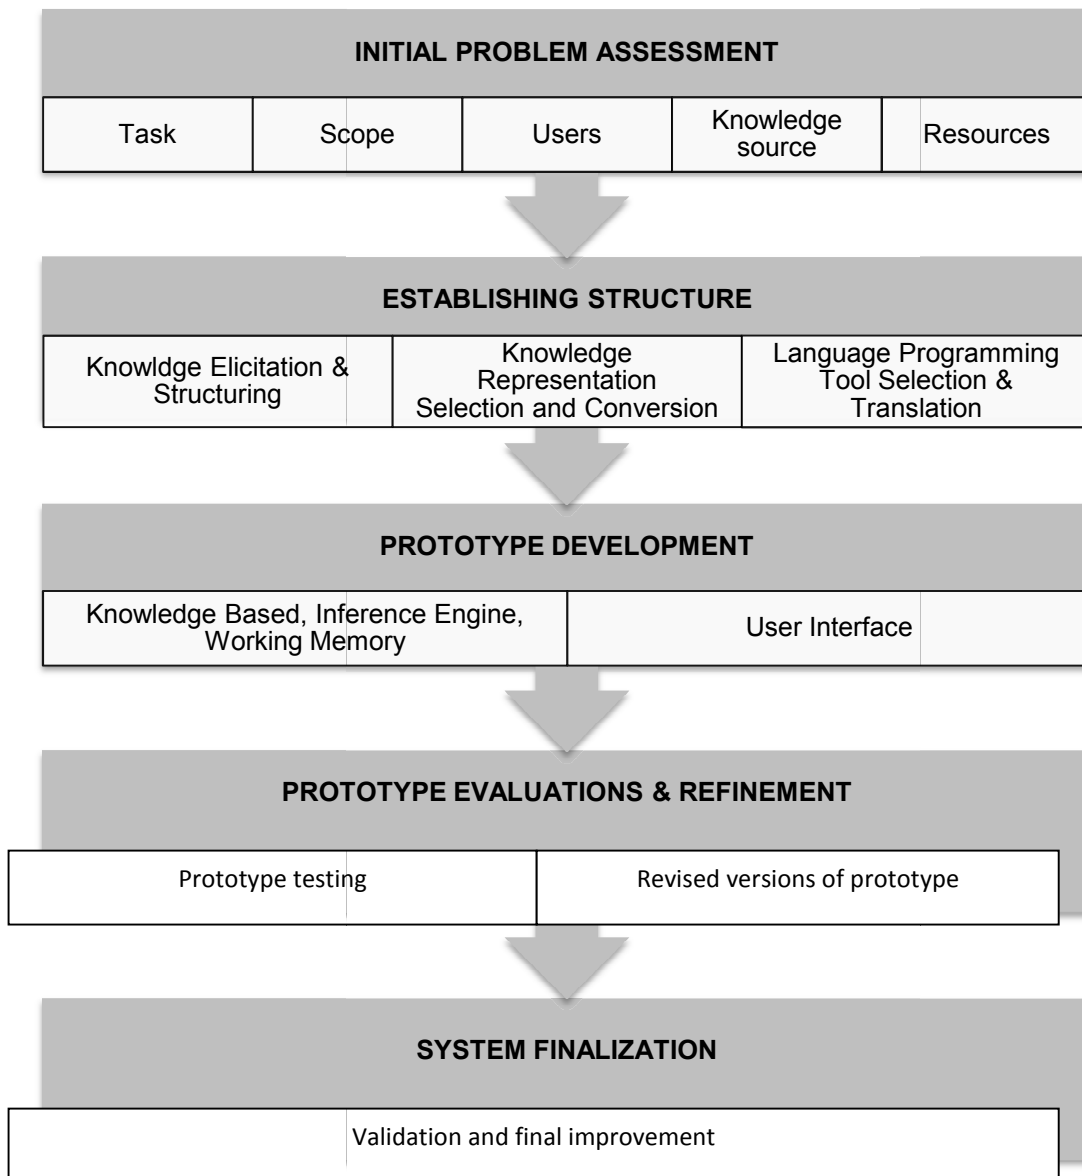 INITIAL PROBLEM ASSESSMENT
Task
Scope
Users
Knowledge
source
Resources
ESTABLISHING STRUCTURE
Knowldge Elicitation &
Structuring
Knowledge
Representation
Selection and Conversion
Language Programming
Tool Selection &
Translation
PROTOTYPE DEVELOPMENT
Knowledge Based, Inference Engine,
Working Memory
User Interface
PROTOTYPE EVALUATIONS & REFINEMENT
Prototype testing
Revised versions of prototype
SYSTEM FINALIZATION
Validation and final improvement